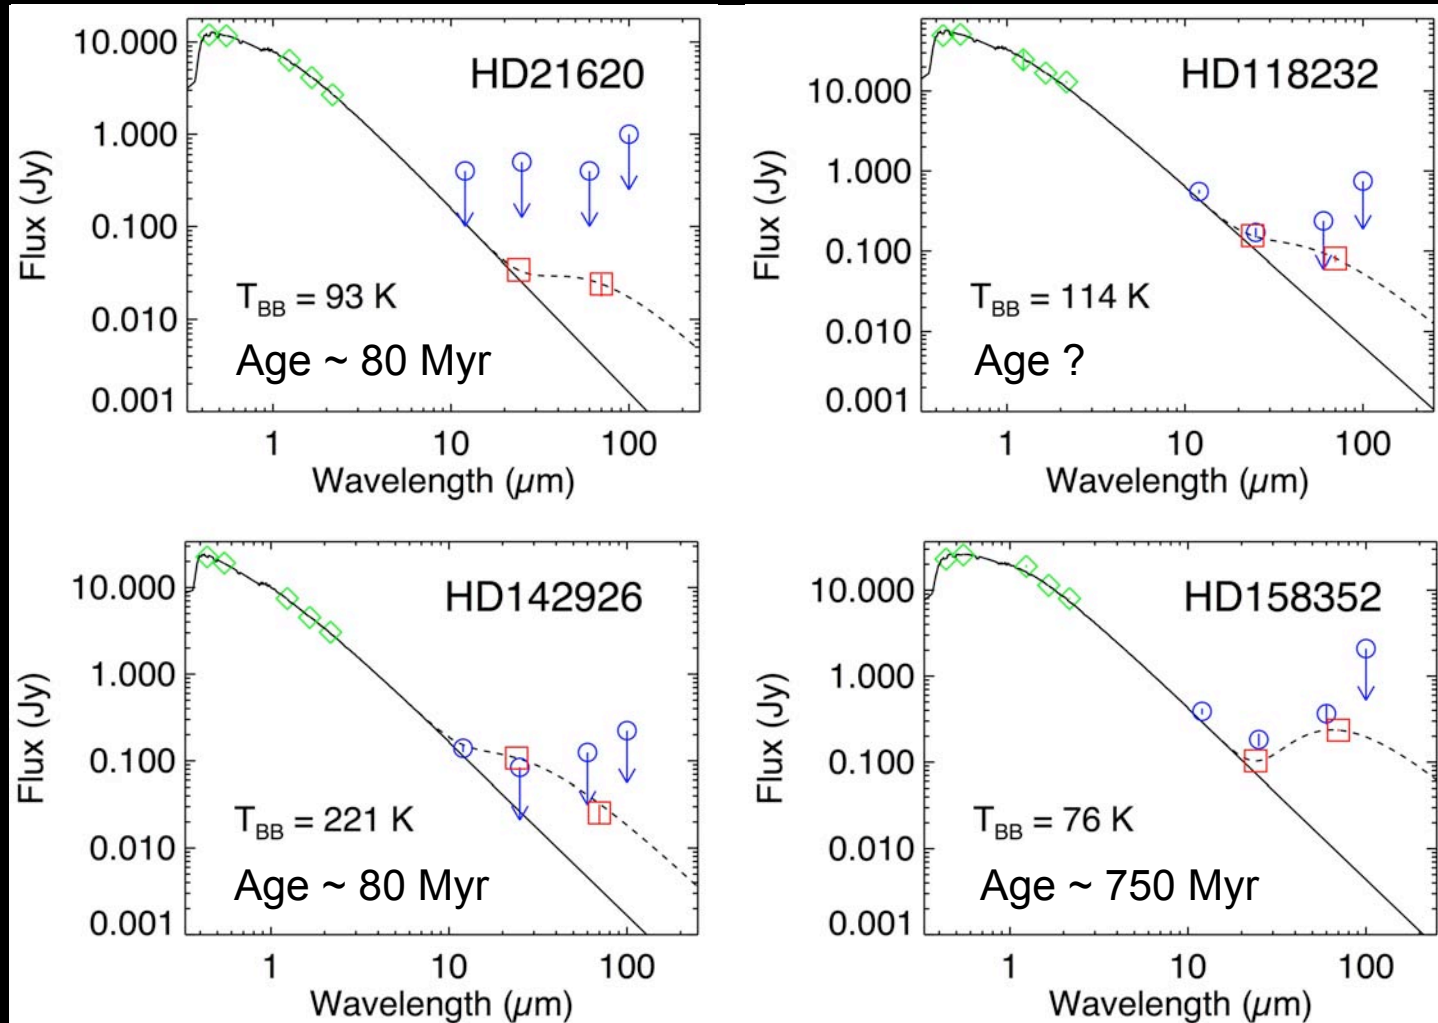 HD21620
10.000
1.000
0.100
0.010
0.001
Flux (Jy)
T_BB = 93 K
Age ~ 80 Myr
1 10 100
Wavelength (µm)
HD118232
10.000
1.000
0.100
0.010
0.001
Flux (Jy)
T_BB = 114 K
Age ?
1 10 100
Wavelength (µm)
HD142926
10.000
1.000
0.100
0.010
0.001
Flux (Jy)
T_BB = 221 K
Age ~ 80 Myr
1 10 100
Wavelength (µm)
HD158352
10.000
1.000
0.100
0.010
0.001
Flux (Jy)
T_BB = 76 K
Age ~ 750 Myr
1 10 100
Wavelength (µm)